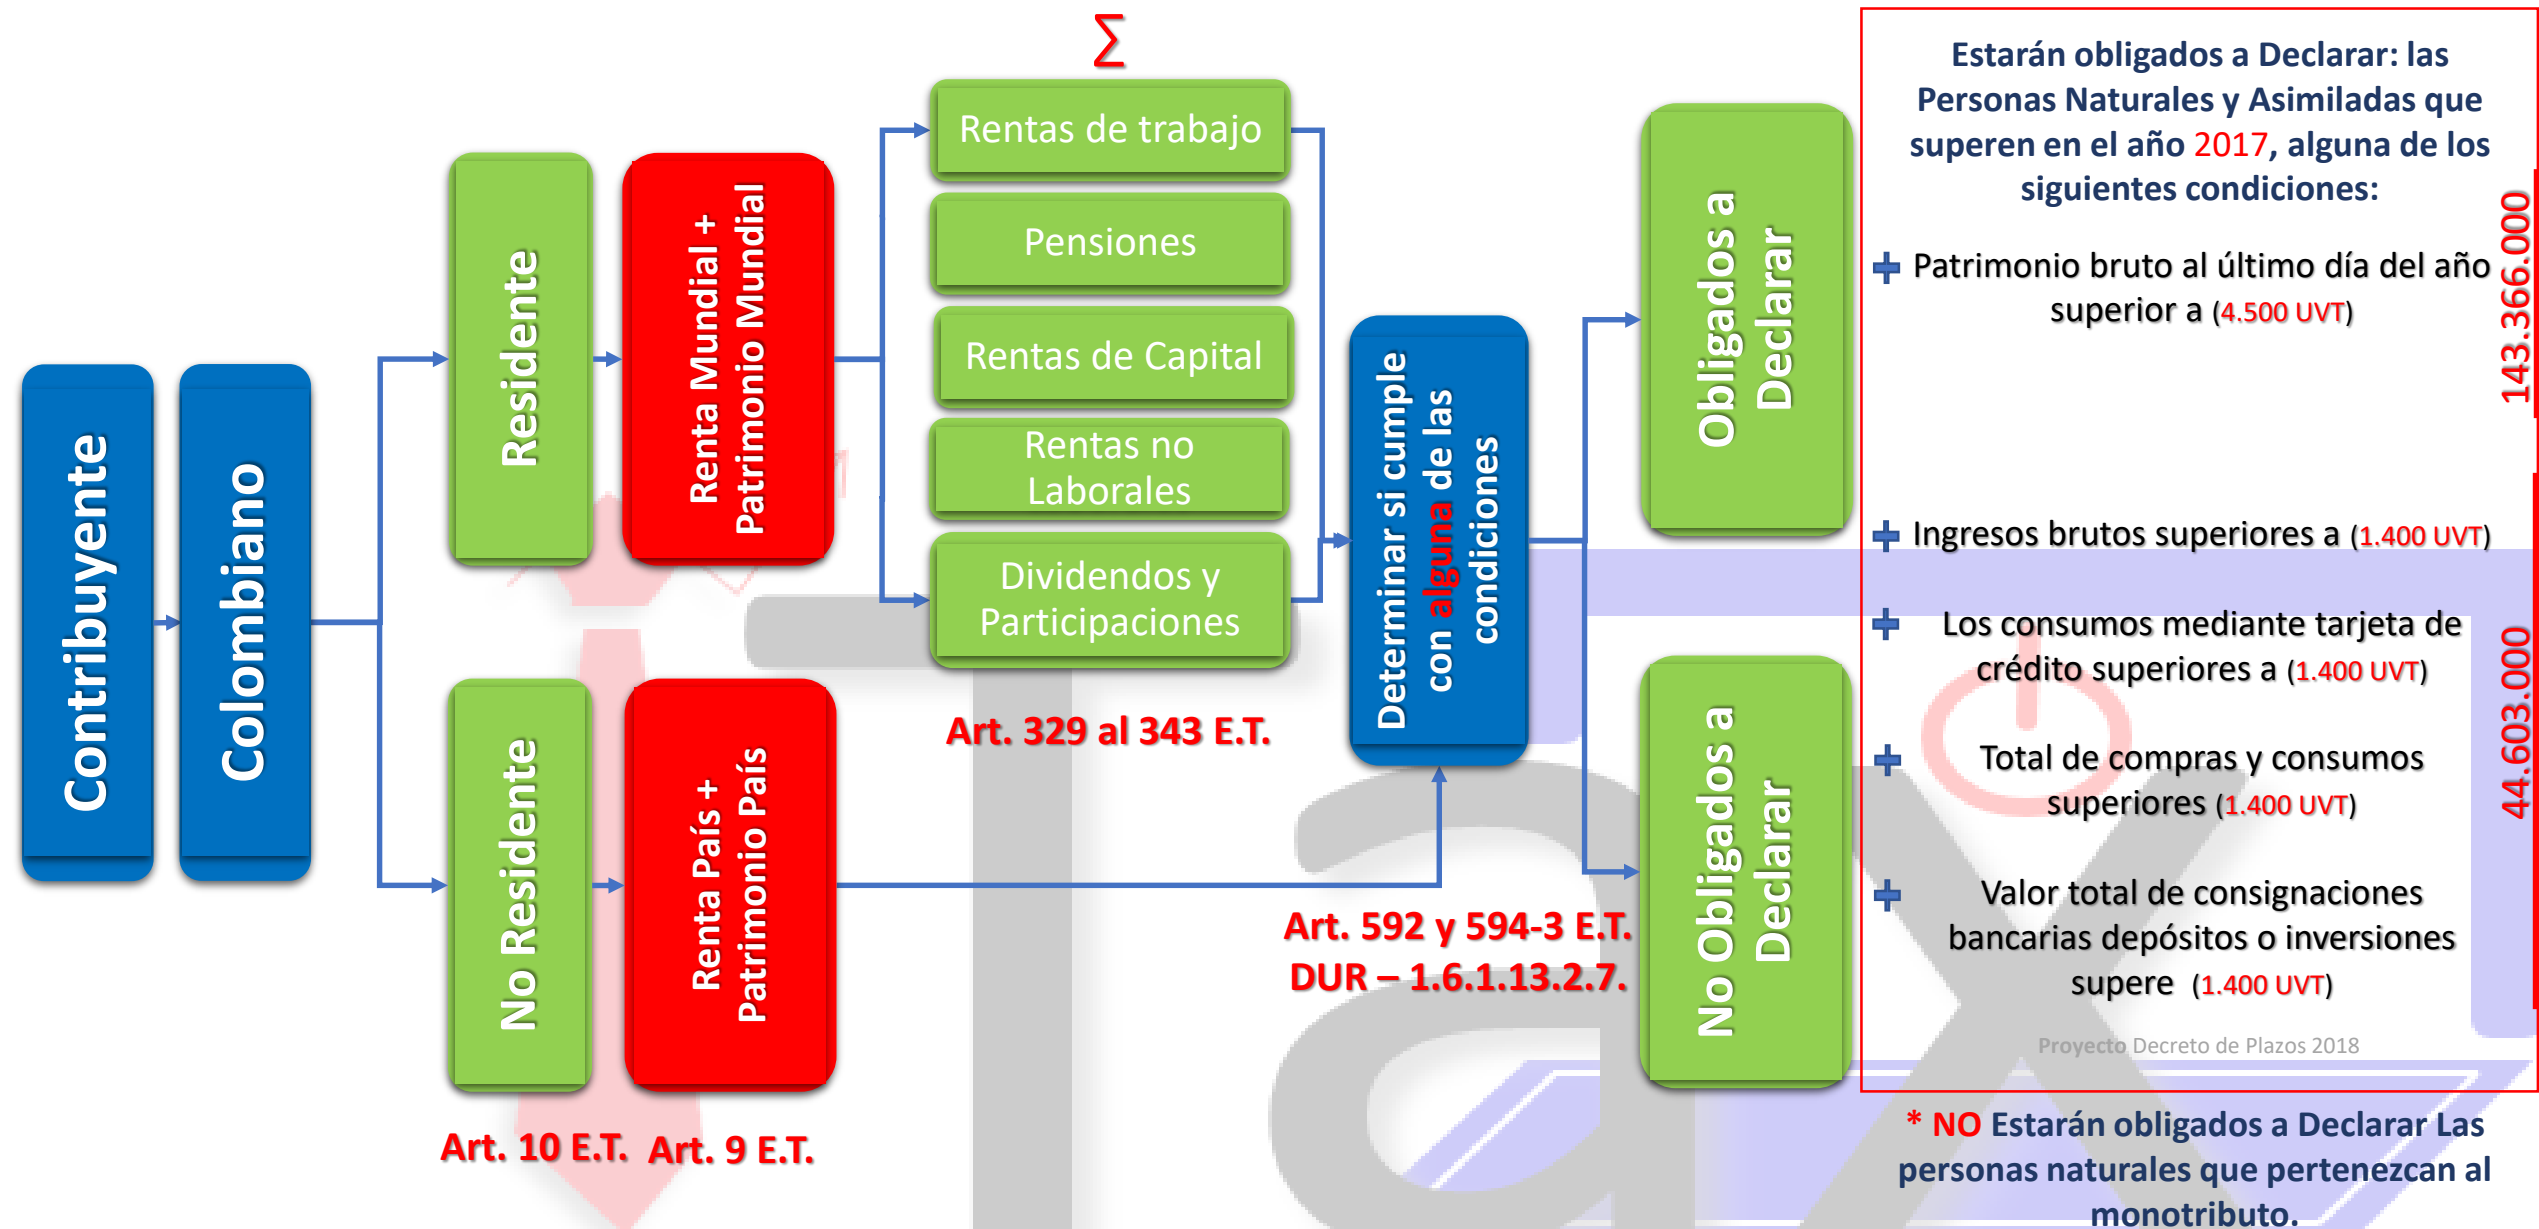 Contribuyente
Colombiano
Residente
Renta Mundial +
Patrimonio Mundial
No Residente
Renta País +
Patrimonio País
Art. 10 E.T.
Art. 9 E.T.
∑
Rentas de trabajo
Pensiones
Rentas de Capital
Rentas no
Laborales
Dividendos y
Participaciones
Art. 329 al 343 E.T.
Determinar si cumple
con alguna de las
condiciones
Art. 592 y 594-3 E.T.
DUR – 1.6.1.13.2.7.
Obligados a
Declarar
No Obligados a
Declarar
Estarán obligados a Declarar: las
Personas Naturales y Asimiladas que
superen en el año 2017, alguna de los
siguientes condiciones:
Patrimonio bruto al último día del año
superior a (4.500 UVT)
143.366.000
Ingresos brutos superiores a (1.400 UVT)
Los consumos mediante tarjeta de
crédito superiores a (1.400 UVT)
Total de compras y consumos
superiores (1.400 UVT)
Valor total de consignaciones
bancarias depósitos o inversiones
supere (1.400 UVT)
44.603.000
Proyecto Decreto de Plazos 2018
* NO Estarán obligados a Declarar Las
personas naturales que pertenezcan al
monotributo.
Tax